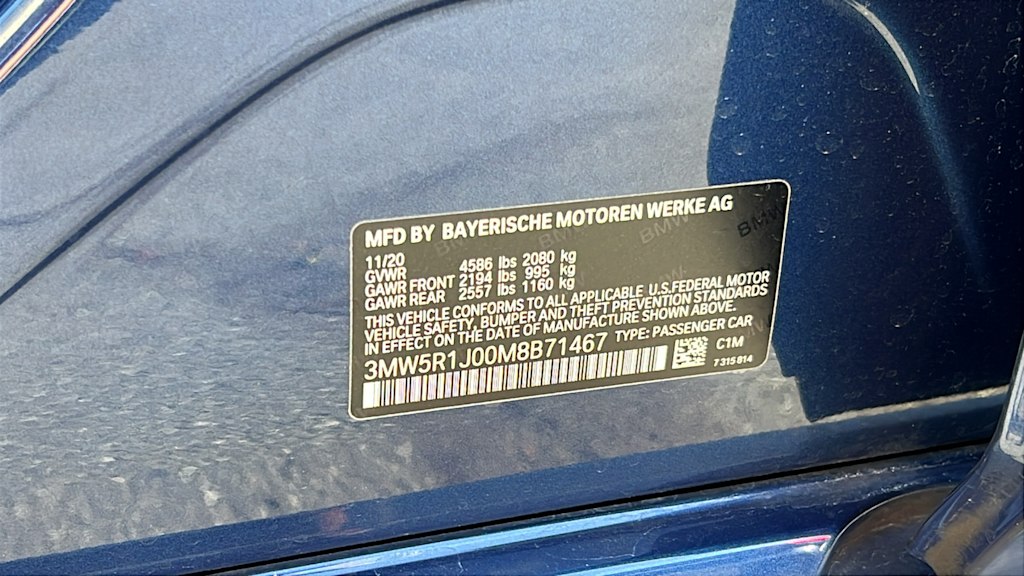 MFD BY BAYERISCHE MOTOREN WERKE AG
11/20
GVWR 4586 lbs 2080 kg
GAWR FRONT 2194 lbs 995 kg
GAWR REAR 2557 lbs 1160 kg
THIS VEHICLE CONFORMS TO ALL APPLICABLE U.S.FEDERAL MOTOR
VEHICLE SAFETY, BUMPER AND THEFT PREVENTION STANDARDS
IN EFFECT ON THE DATE OF MANUFACTURE SHOWN ABOVE.
3MW5R1J00M8B71467 TYPE: PASSENGER CAR
C1M
7315814